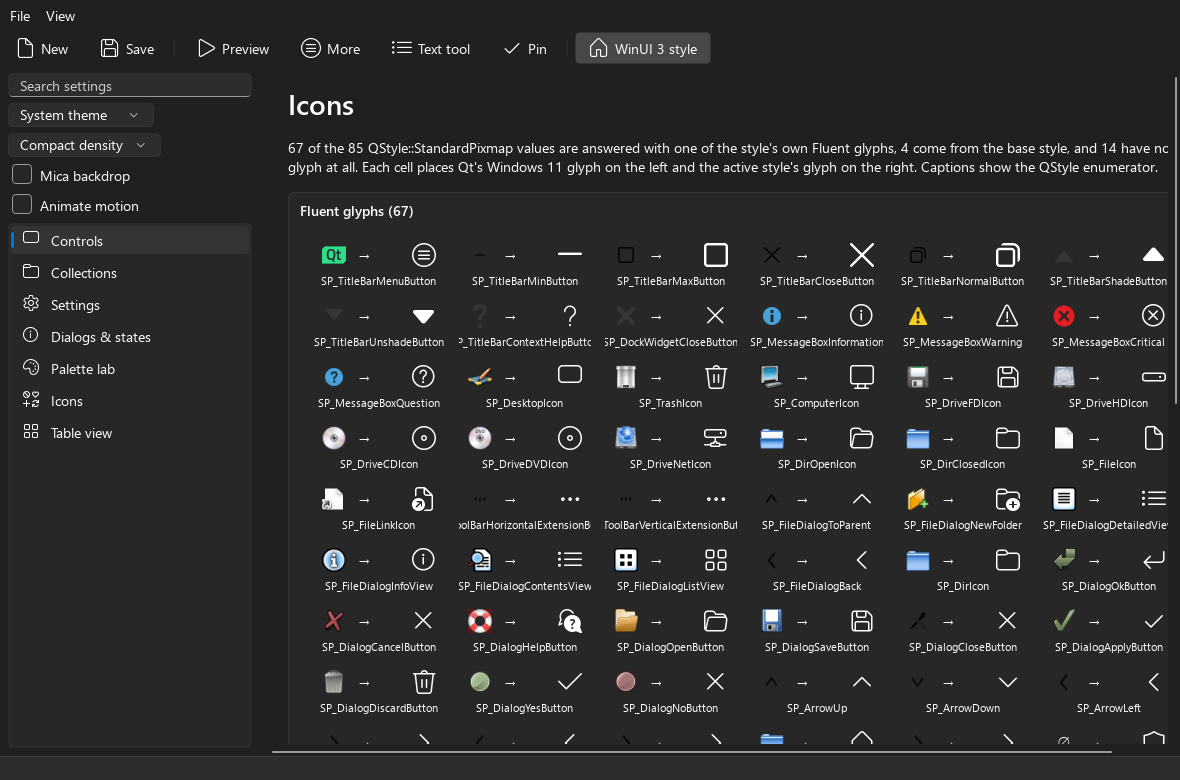 File View
New Save Preview More Text tool Pin WinUI 3 style
Search settings
System theme
Compact density
Mica backdrop
Animate motion
Controls
Collections
Settings
Dialogs & states
Palette lab
Icons
Table view
Icons
67 of the 85 QStyle::StandardPixmap values are answered with one of the style's own Fluent glyphs, 4 come from the base style, and 14 have no
glyph at all. Each cell places Qt's Windows 11 glyph on the left and the active style's glyph on the right. Captions show the QStyle enumerator.
Fluent glyphs (67)
Qt → → → → → →
SP_TitleBarMenuButton SP_TitleBarMinButton SP_TitleBarMaxButton SP_TitleBarCloseButton SP_TitleBarNormalButton SP_TitleBarShadeButton
SP_TitleBarUnshadeButton P_TitleBarContextHelpButto SP_DockWidgetCloseButton SP_MessageBoxInformation SP_MessageBoxWarning SP_MessageBoxCritical
SP_MessageBoxQuestion SP_DesktopIcon SP_TrashIcon SP_ComputerIcon SP_DriveFDIcon SP_DriveHDIcon
SP_DriveCDIcon SP_DriveDVDIcon SP_DriveNetIcon SP_DirOpenIcon SP_DirClosedIcon SP_FileIcon
SP_FileLinkIcon oolBarHorizontalExtensionB ToolBarVerticalExtensionBut SP_FileDialogToParent SP_FileDialogNewFolder SP_FileDialogDetailedVie
SP_FileDialogInfoView SP_FileDialogContentsView SP_FileDialogListView SP_FileDialogBack SP_DirIcon SP_DialogOkButton
SP_DialogCancelButton SP_DialogHelpButton SP_DialogOpenButton SP_DialogSaveButton SP_DialogCloseButton SP_DialogApplyButton
SP_DialogDiscardButton SP_DialogYesButton SP_DialogNoButton SP_ArrowUp SP_ArrowDown SP_ArrowLeft